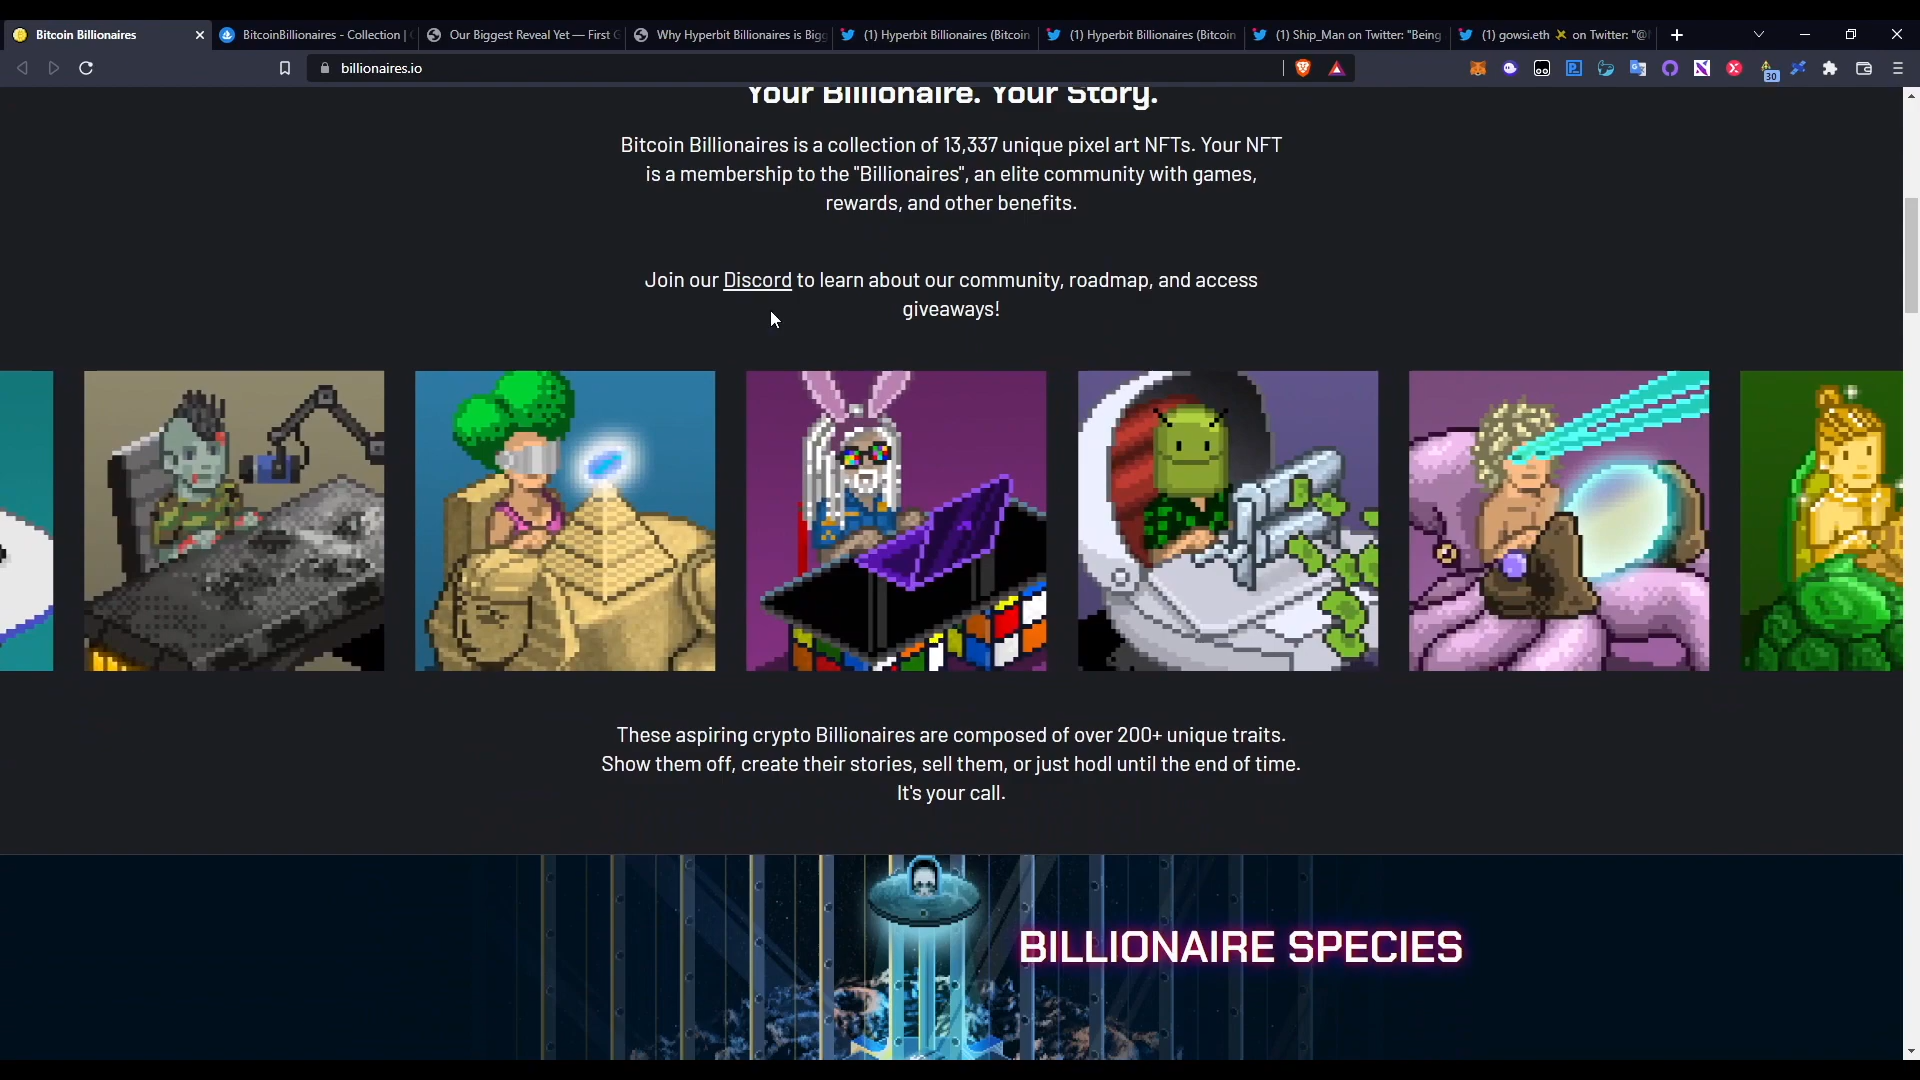 Bitcoin Billionaires
BitcoinBillionaires - Collection |
Our Biggest Reveal Yet — First
Why Hyperbit Billionaires is Bigg
(1) Hyperbit Billionaires (Bitcoin
(1) Hyperbit Billionaires (Bitcoin
(1) Ship_Man on Twitter: "Being
(1) gowsi.eth on Twitter: "@
billionaires.io
30
Your Billionaire. Your Story.
Bitcoin Billionaires is a collection of 13,337 unique pixel art NFTs. Your NFT
is a membership to the "Billionaires", an elite community with games,
rewards, and other benefits.
Join our Discord to learn about our community, roadmap, and access
giveaways!
These aspiring crypto Billionaires are composed of over 200+ unique traits.
Show them off, create their stories, sell them, or just hodl until the end of time.
It's your call.
BILLIONAIRE SPECIES